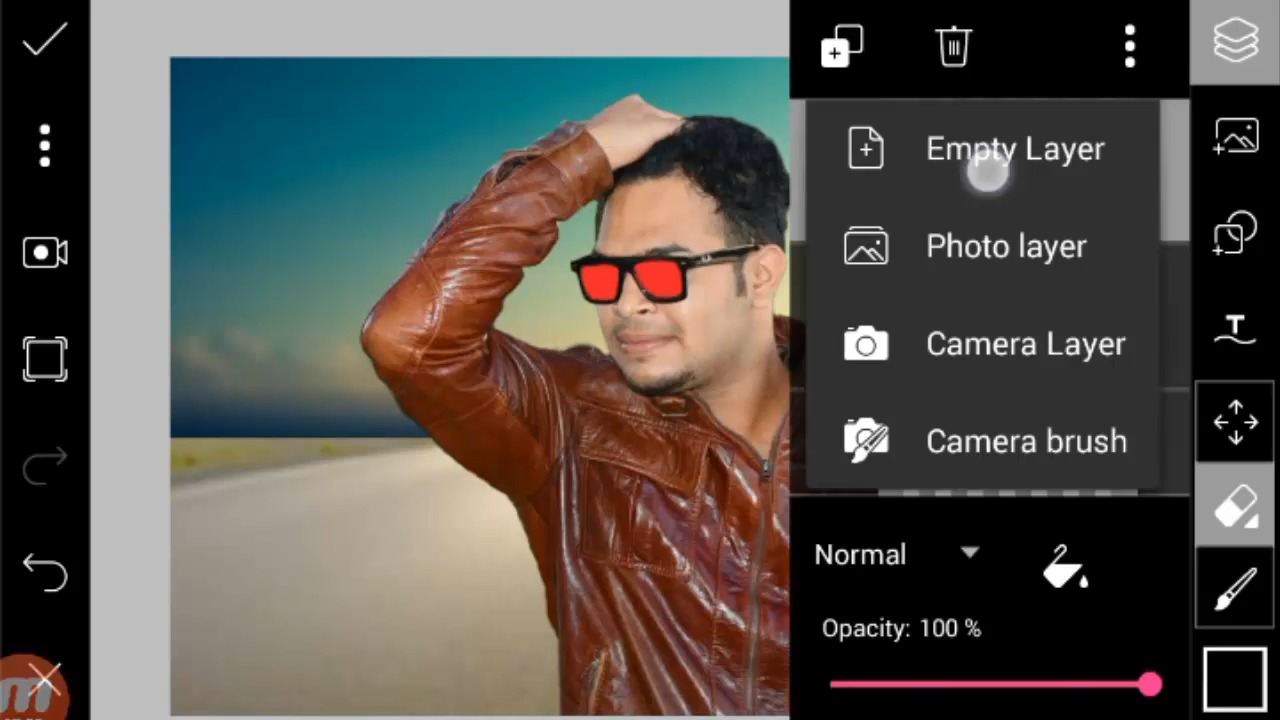 Empty Layer
Photo layer
Camera Layer
Camera brush
Normal
Opacity: 100 %
T
m